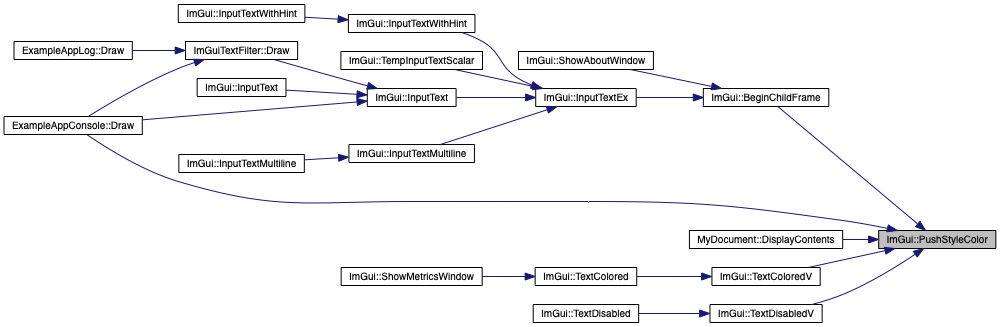 ImGui::InputTextWithHint
ImGui::InputTextWithHint
ExampleAppLog::Draw
ImGuiTextFilter::Draw
ImGui::TempInputTextScalar
ImGui::ShowAboutWindow
ImGui::InputText
ImGui::InputText
ImGui::InputTextEx
ImGui::BeginChildFrame
ExampleAppConsole::Draw
ImGui::InputTextMultiline
ImGui::InputTextMultiline
MyDocument::DisplayContents
ImGui::PushStyleColor
ImGui::ShowMetricsWindow
ImGui::TextColored
ImGui::TextColoredV
ImGui::TextDisabled
ImGui::TextDisabledV